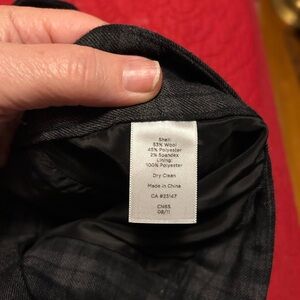 Shell:
53% Wool
45% Polyester
2% Spandex
Lining:
100% Polyester
Dry Clean
Made in China
CA #25147
CN65
08/11